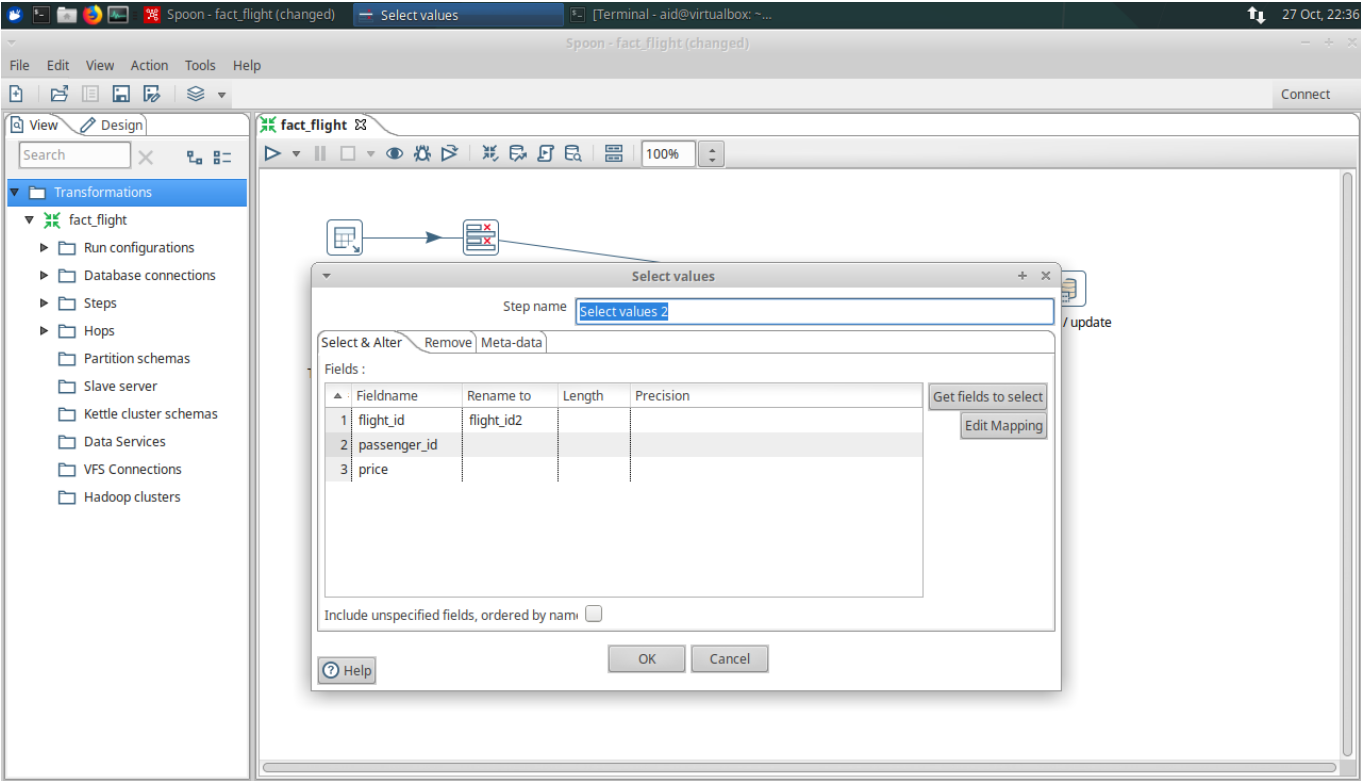 Spoon - fact_flight (changed) Select values [Terminal - aid@virtualbox: ~... 27 Oct, 22:36
Spoon - fact_flight (changed)
File Edit View Action Tools Help
Connect
View Design fact_flight
Search 100%
Transformations
fact_flight
Run configurations
Database connections
Steps
Hops
Partition schemas
Slave server
Kettle cluster schemas
Data Services
VFS Connections
Hadoop clusters
/ update
Select values
Step name Select values 2
Select & Alter Remove Meta-data
Fields :
Fieldname Rename to Length Precision
1 flight_id flight_id2
2 passenger_id
3 price
Get fields to select
Edit Mapping
Include unspecified fields, ordered by name
OK Cancel
Help